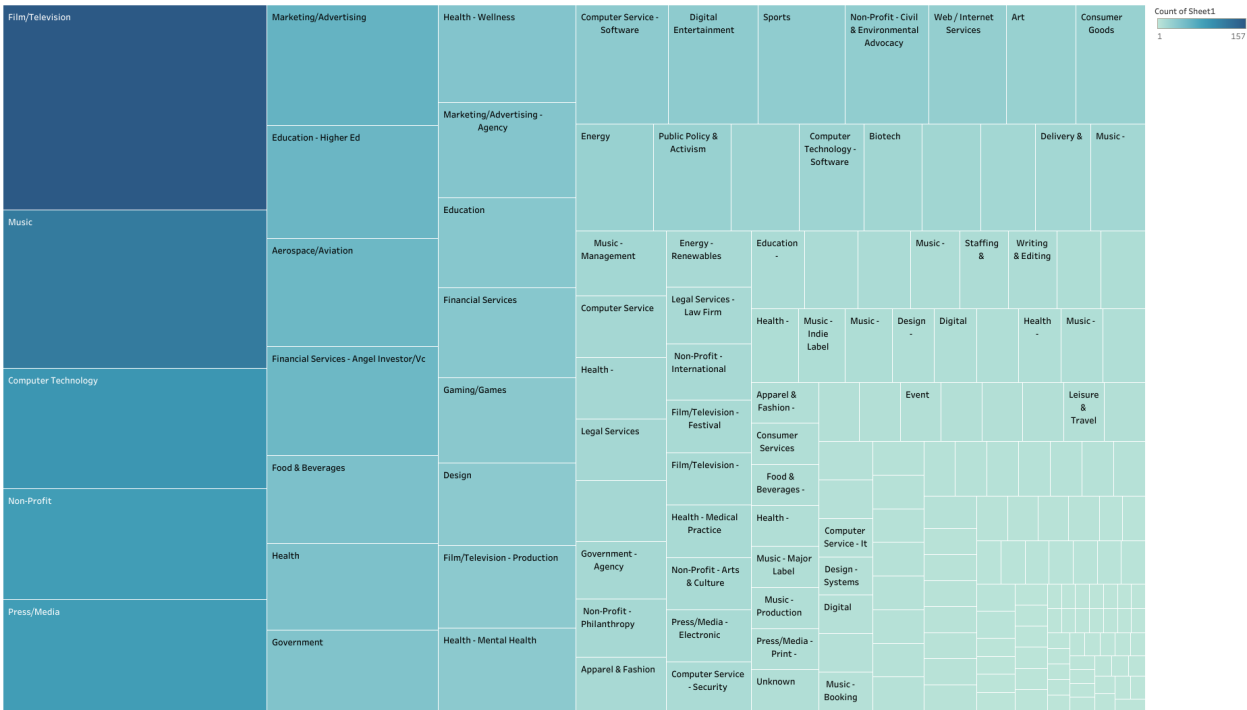 Film/Television
Music
Computer Technology
Non-Profit
Press/Media
Marketing/Advertising
Education - Higher Ed
Aerospace/Aviation
Financial Services - Angel Investor/Vc
Food & Beverages
Health
Government
Health - Wellness
Marketing/Advertising -
Agency
Education
Financial Services
Gaming/Games
Design
Film/Television - Production
Health - Mental Health
Computer Service -
Software
Digital
Entertainment
Sports
Non-Profit - Civil
& Environmental
Advocacy
Web / Internet
Services
Art
Consumer
Goods
Energy
Public Policy &
Activism
Computer
Technology -
Software
Biotech
Delivery &
Music -
Music -
Management
Computer Service
Health -
Legal Services
Government -
Agency
Non-Profit -
Philanthropy
Apparel & Fashion
Energy -
Renewables
Legal Services -
Law Firm
Non-Profit -
International
Film/Television -
Festival
Film/Television -
Health - Medical
Practice
Non-Profit - Arts
& Culture
Press/Media -
Electronic
Computer Service
- Security
Education
-
Music -
Staffing
&
Writing
& Editing
Health -
Music -
Indie
Label
Music -
Design
-
Digital
Health
-
Music -
Apparel &
Fashion -
Consumer
Services
Food &
Beverages -
Health -
Music - Major
Label
Music -
Production
Press/Media -
Print -
Unknown
Event
Leisure
&
Travel
Computer
Service - It
Design -
Systems
Digital
Music -
Booking
Count of Sheet1
1
157